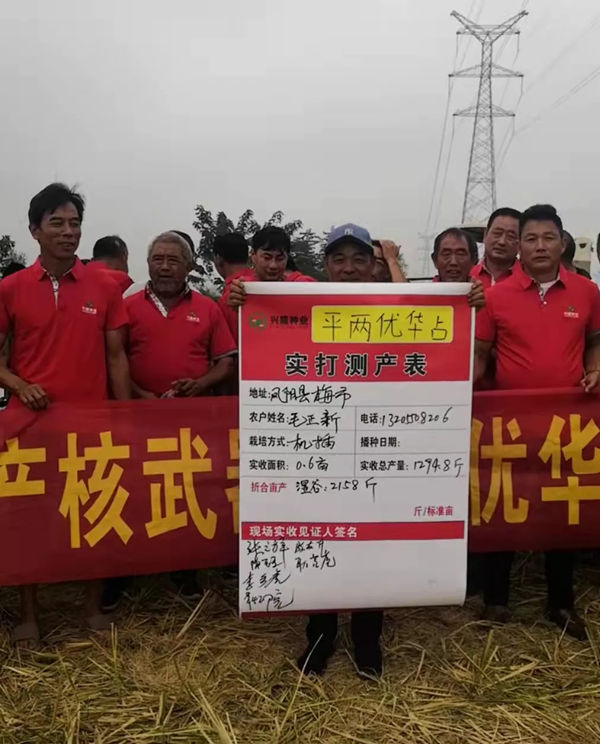 兴隆种业
平两优华占
实打测产表
地址:凤阳县梅市
农户姓名:毛正新
电话:13205508206
栽培方式:机插
播种日期:
实收面积:0.6亩
实收总产量:1294.8斤
折合亩产
湿谷:2158斤
斤/标准亩
现场实收见证人签名
产核武
优华